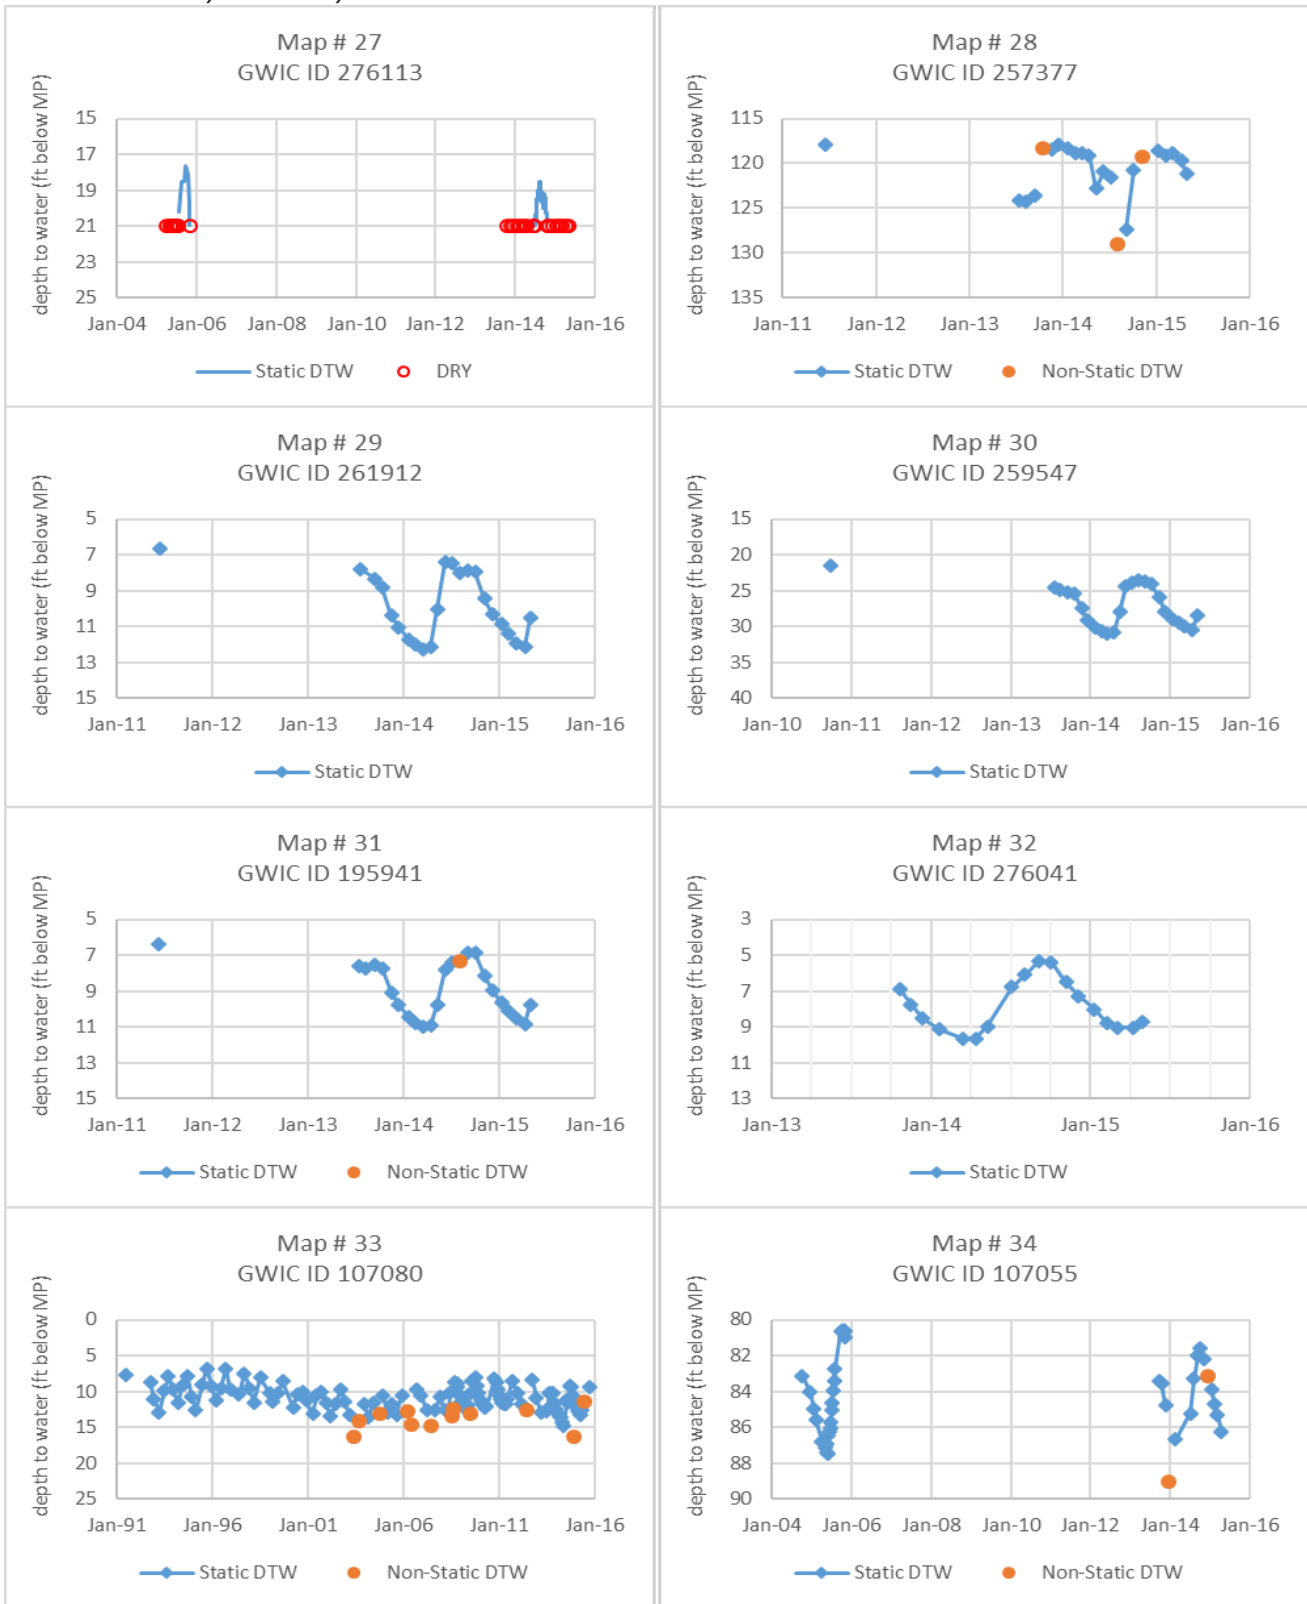 Map # 27
GWIC ID 276113
depth to water (ft below MP)
15
17
19
21
23
25
Jan-04 Jan-06 Jan-08 Jan-10 Jan-12 Jan-14 Jan-16
Static DTW DRY
Map # 28
GWIC ID 257377
depth to water (ft below MP)
115
120
125
130
135
Jan-11 Jan-12 Jan-13 Jan-14 Jan-15 Jan-16
Static DTW Non-Static DTW
Map # 29
GWIC ID 261912
depth to water (ft below MP)
5
7
9
11
13
15
Jan-11 Jan-12 Jan-13 Jan-14 Jan-15 Jan-16
Static DTW
Map # 30
GWIC ID 259547
depth to water (ft below MP)
15
20
25
30
35
40
Jan-10 Jan-11 Jan-12 Jan-13 Jan-14 Jan-15 Jan-16
Static DTW
Map # 31
GWIC ID 195941
depth to water (ft below MP)
5
7
9
11
13
15
Jan-11 Jan-12 Jan-13 Jan-14 Jan-15 Jan-16
Static DTW Non-Static DTW
Map # 32
GWIC ID 276041
depth to water (ft below MP)
3
5
7
9
11
13
Jan-13 Jan-14 Jan-15 Jan-16
Static DTW
Map # 33
GWIC ID 107080
depth to water (ft below MP)
0
5
10
15
20
25
Jan-91 Jan-96 Jan-01 Jan-06 Jan-11 Jan-16
Static DTW Non-Static DTW
Map # 34
GWIC ID 107055
depth to water (ft below MP)
80
82
84
86
88
90
Jan-04 Jan-06 Jan-08 Jan-10 Jan-12 Jan-14 Jan-16
Static DTW Non-Static DTW